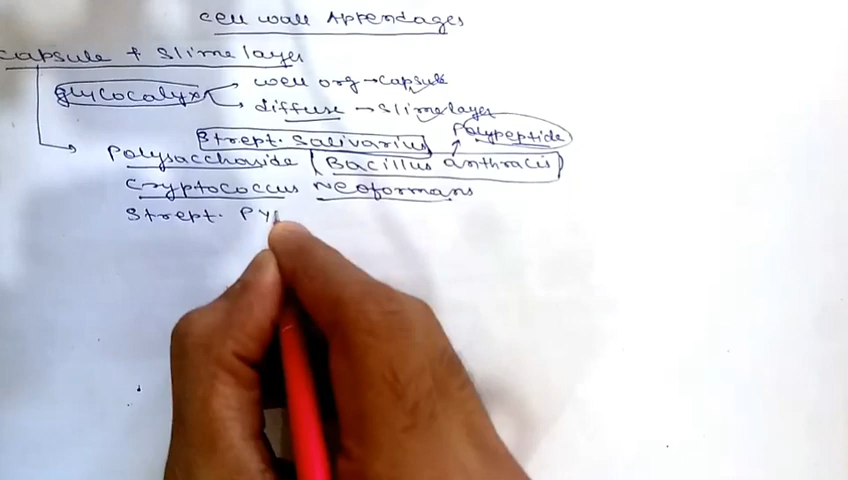 Cell wall Appendages
Capsule + Slime layer
glycocalyx
well org → capsule
diffuse → Slime layer
Polypeptide
Strept. Salivarius
Polysaccharide (Bacillus anthracis)
Cryptococcus Neoformans
Strept. Py